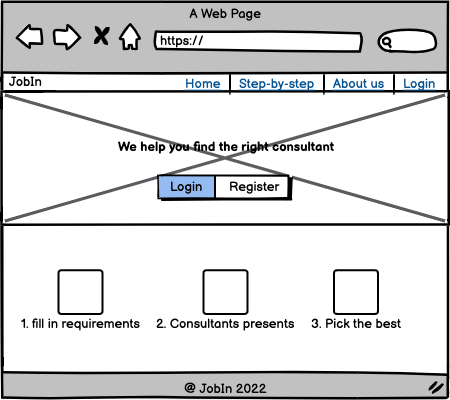 A Web Page
https://
JobIn Home Step-by-step About us Login
We help you find the right consultant
Login Register
1. fill in requirements 2. Consultants presents 3. Pick the best
@ JobIn 2022